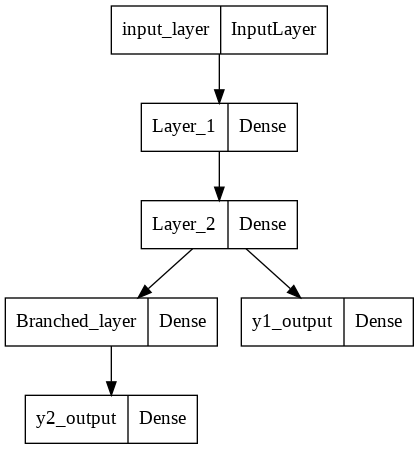 input_layer InputLayer
Layer_1 Dense
Layer_2 Dense
Branched_layer Dense
y1_output Dense
y2_output Dense